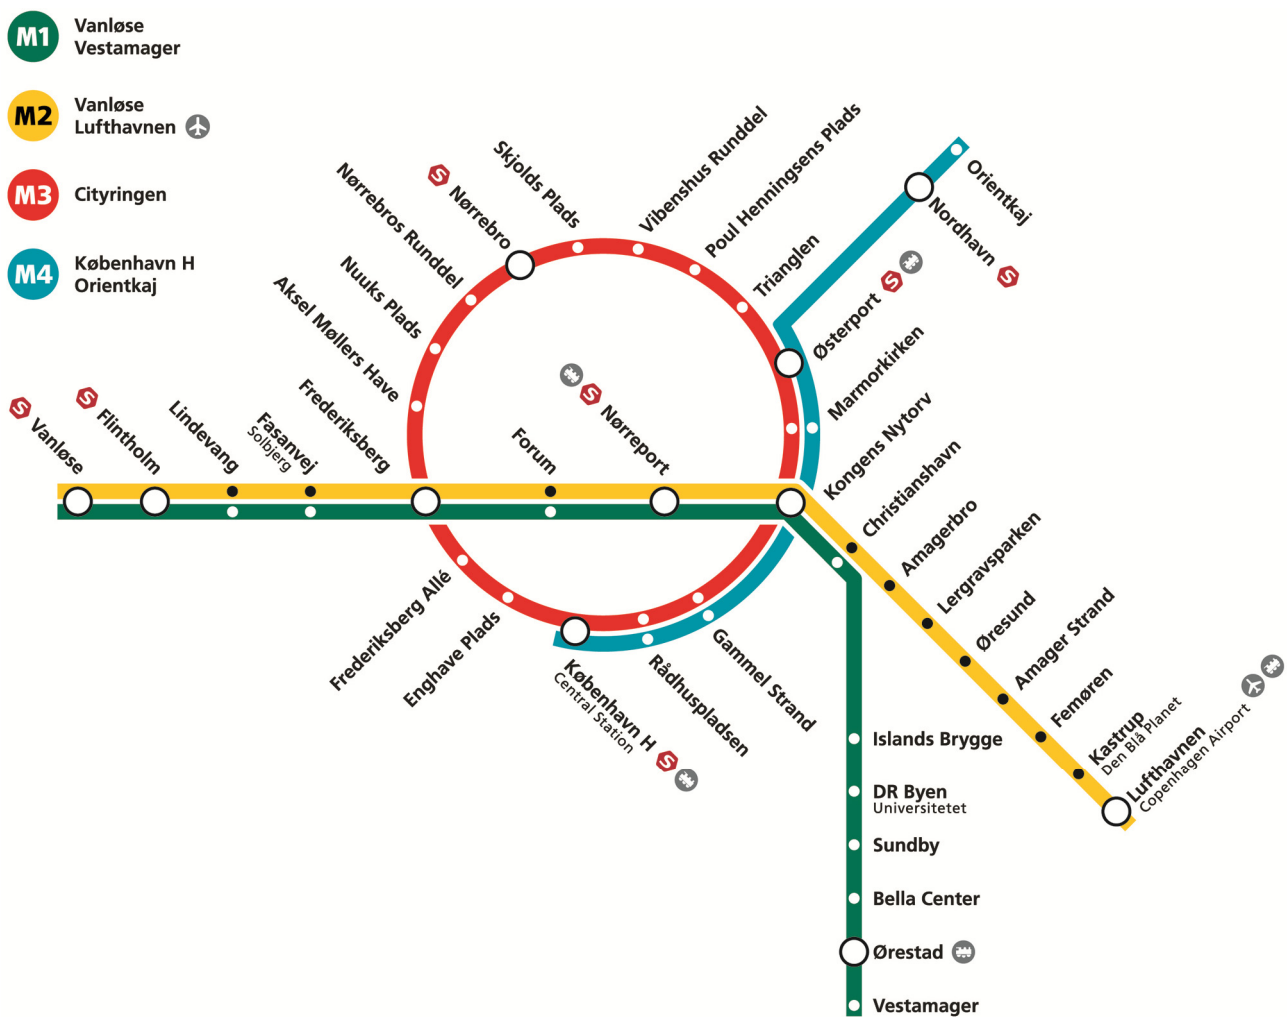 M1
Vanløse
Vestamager
M2
Vanløse
Lufthavnen
M3
Cityringen
M4
København H
Orientkaj
S
Vanløse
S
Flintholm
Lindevang
Fasanvej
Solbjerg
Frederiksberg
Aksel Møllers Have
Nuuks Plads
Nørrebros Runddel
S
Nørrebro
Skjolds Plads
Vibenshus Runddel
Poul Henningsens Plads
Trianglen
Orientkaj
Nordhavn
S
Østerport
S
Marmorkirken
Kongens Nytorv
S
Nørreport
Forum
Christianshavn
Amagerbro
Lergravsparken
Øresund
Amager Strand
Femøren
Kastrup
Den Blå Planet
Lufthavnen
Copenhagen Airport
Frederiksberg Allé
Enghave Plads
København H
Central Station
S
Rådhuspladsen
Gammel Strand
Islands Brygge
DR Byen
Universitetet
Sundby
Bella Center
Ørestad
Vestamager